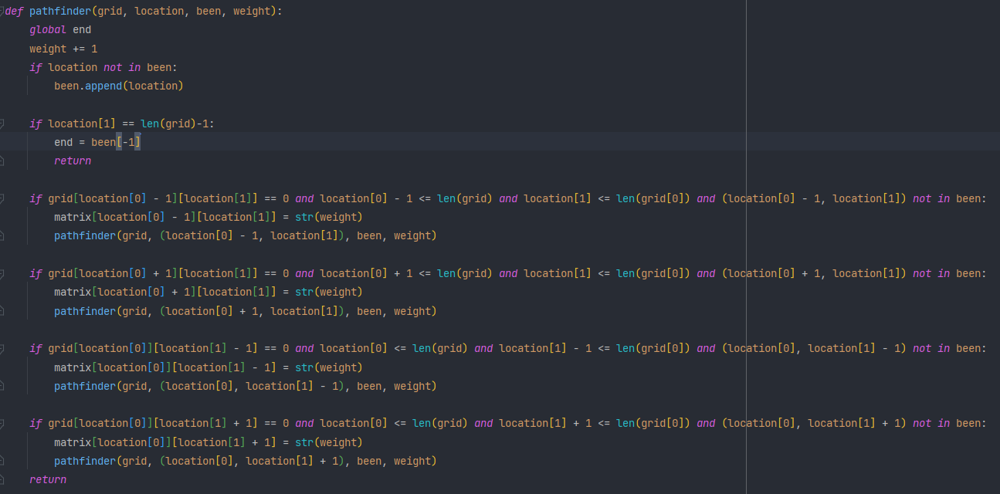 def pathfinder(grid, location, been, weight):
    global end
    weight += 1
    if location not in been:
        been.append(location)

    if location[1] == len(grid)-1:
        end = been[-1]
        return

    if grid[location[0] - 1][location[1]] == 0 and location[0] - 1 <= len(grid) and location[1] <= len(grid[0]) and (location[0] - 1, location[1]) not in been:
        matrix[location[0] - 1][location[1]] = str(weight)
        pathfinder(grid, (location[0] - 1, location[1]), been, weight)

    if grid[location[0] + 1][location[1]] == 0 and location[0] + 1 <= len(grid) and location[1] <= len(grid[0]) and (location[0] + 1, location[1]) not in been:
        matrix[location[0] + 1][location[1]] = str(weight)
        pathfinder(grid, (location[0] + 1, location[1]), been, weight)

    if grid[location[0]][location[1] - 1] == 0 and location[0] <= len(grid) and location[1] - 1 <= len(grid[0]) and (location[0], location[1] - 1) not in been:
        matrix[location[0]][location[1] - 1] = str(weight)
        pathfinder(grid, (location[0], location[1] - 1), been, weight)

    if grid[location[0]][location[1] + 1] == 0 and location[0] <= len(grid) and location[1] + 1 <= len(grid[0]) and (location[0], location[1] + 1) not in been:
        matrix[location[0]][location[1] + 1] = str(weight)
        pathfinder(grid, (location[0], location[1] + 1), been, weight)
    return